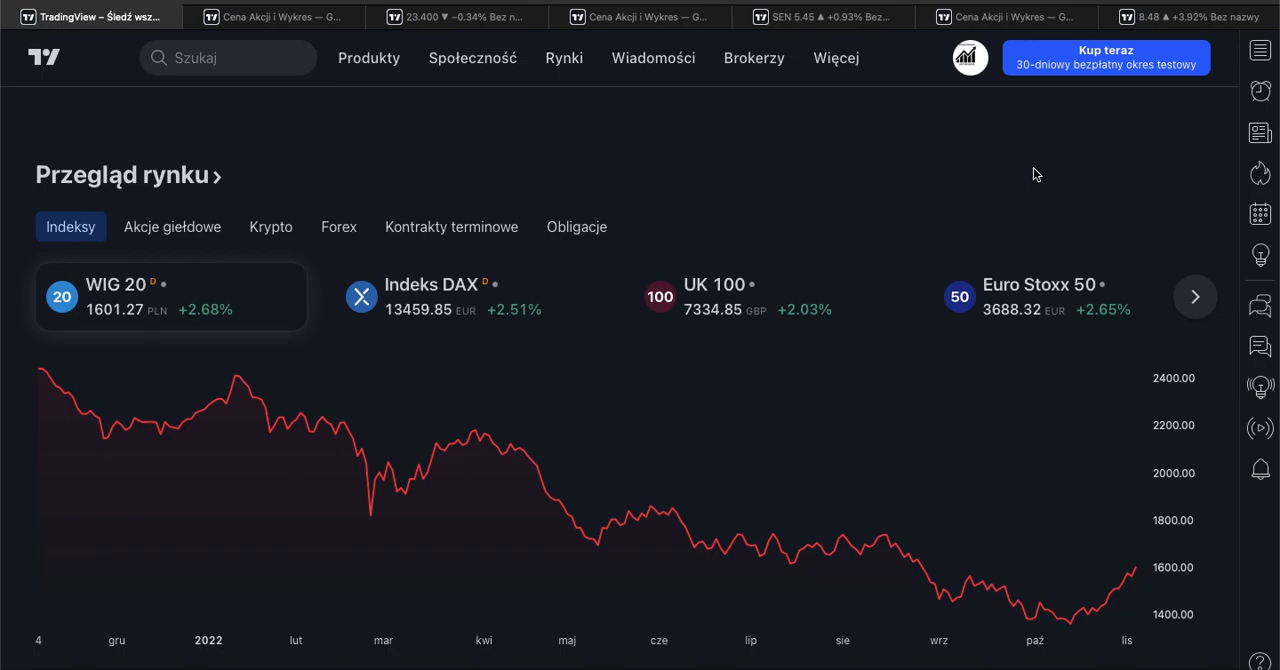 TradingView – Śledź wsz...
Cena Akcji i Wykres — G...
23.400 ▼ −0.34% Bez n...
Cena Akcji i Wykres — G...
SEN 5.45 ▲ +0.93% Bez...
Cena Akcji i Wykres — G...
8.48 ▲ +3.92% Bez nazwy
Szukaj
Produkty
Społeczność
Rynki
Wiadomości
Brokerzy
Więcej
Kup teraz
30-dniowy bezpłatny okres testowy
Przegląd rynku ›
Indeksy
Akcje giełdowe
Krypto
Forex
Kontrakty terminowe
Obligacje
20
WIG 20 D
1601.27 PLN +2.68%
Indeks DAX D
13459.85 EUR +2.51%
100
UK 100
7334.85 GBP +2.03%
50
Euro Stoxx 50
3688.32 EUR +2.65%
2400.00
2200.00
2000.00
1800.00
1600.00
1400.00
4 gru 2022 lut mar kwi maj cze lip sie wrz paź lis